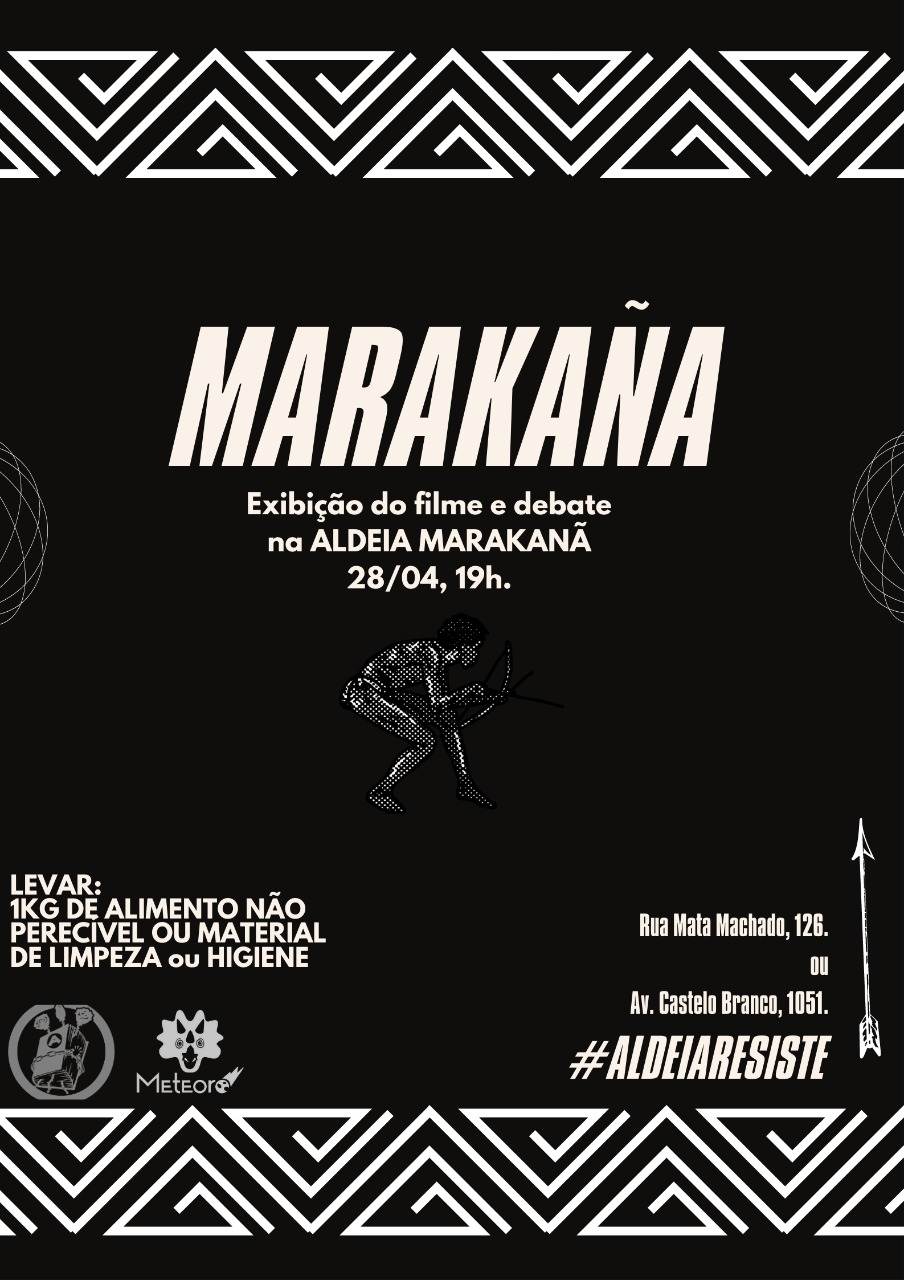 MARAKAÑA
Exibição do filme e debate
na ALDEIA MARAKANÃ
28/04, 19h.
LEVAR:
1KG DE ALIMENTO NÃO
PERECÍVEL OU MATERIAL
DE LIMPEZA ou HIGIENE
Rua Mata Machado, 126.
ou
Av. Castelo Branco, 1051.
#ALDEIARESISTE
METEORO